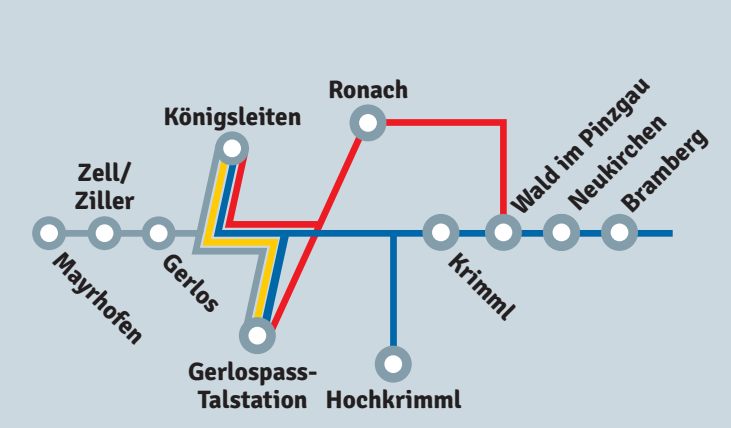 Ronach
Königsleiten
Wald im Pinzgau
Neukirchen
Bramberg
Zell/
Ziller
Mayrhofen
Gerlos
Krimml
Gerlospass-
Talstation
Hochkrimml